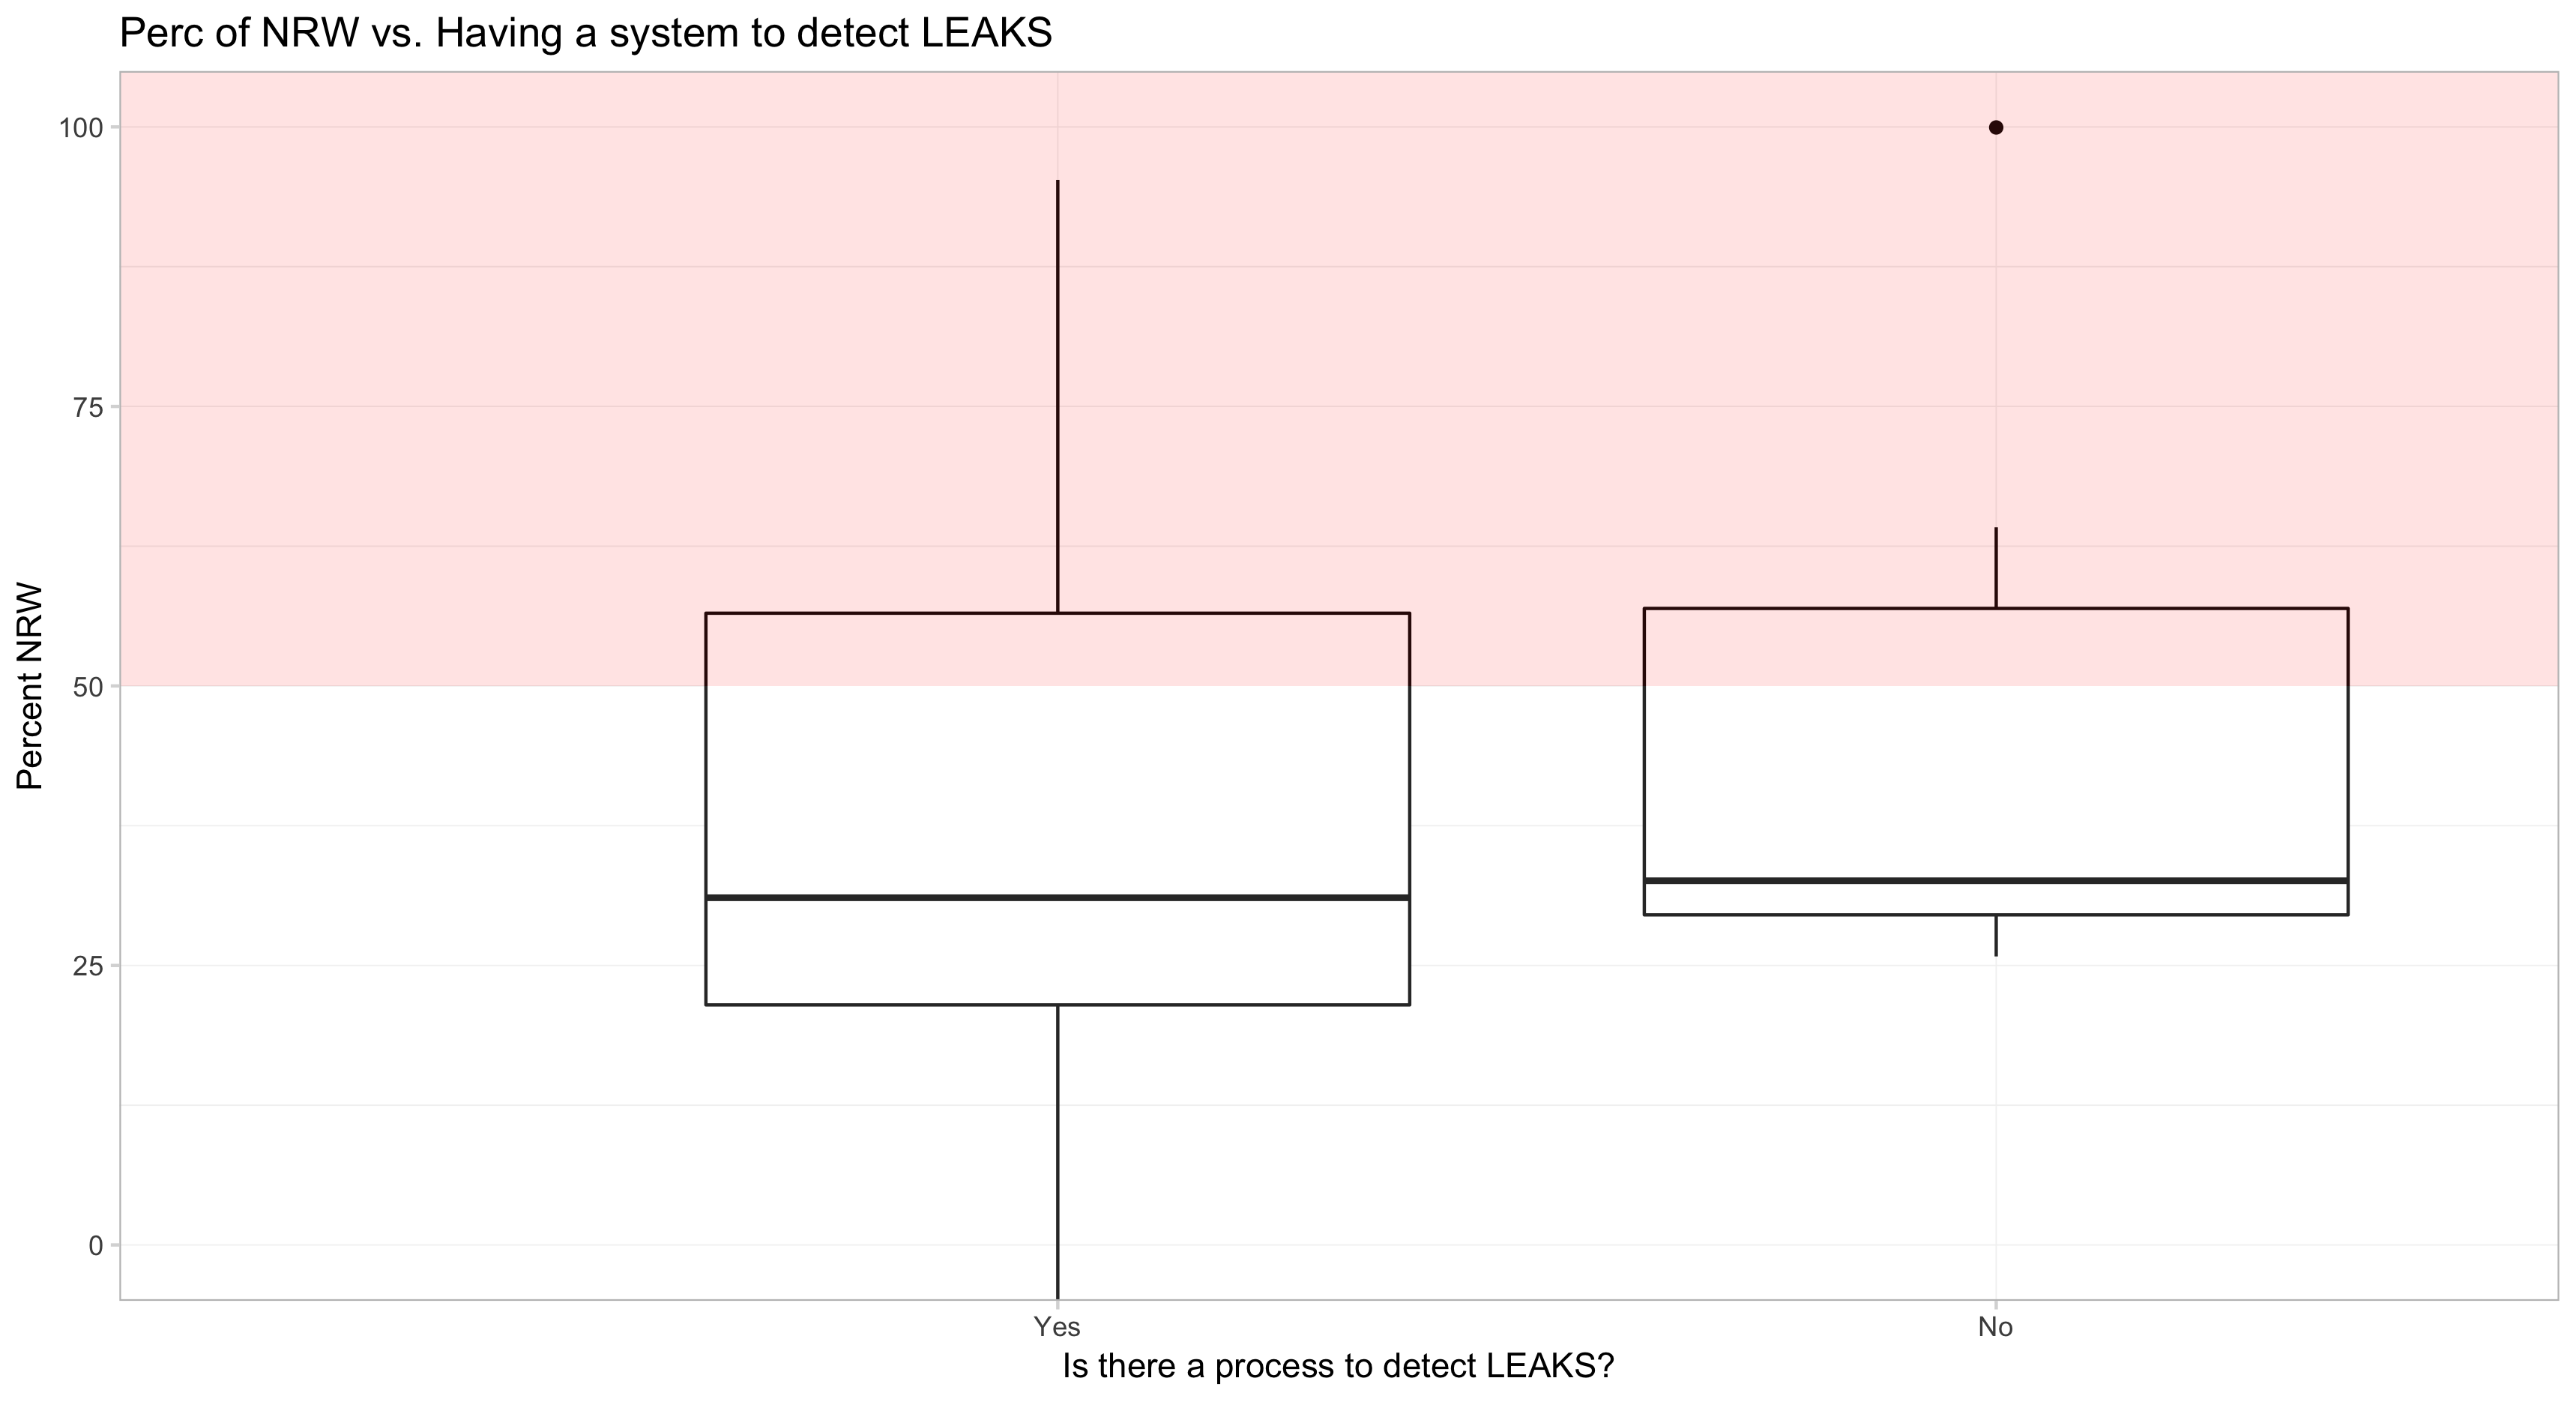 Perc of NRW vs. Having a system to detect LEAKS
100
75
50
25
0
Percent NRW
Yes
No
Is there a process to detect LEAKS?